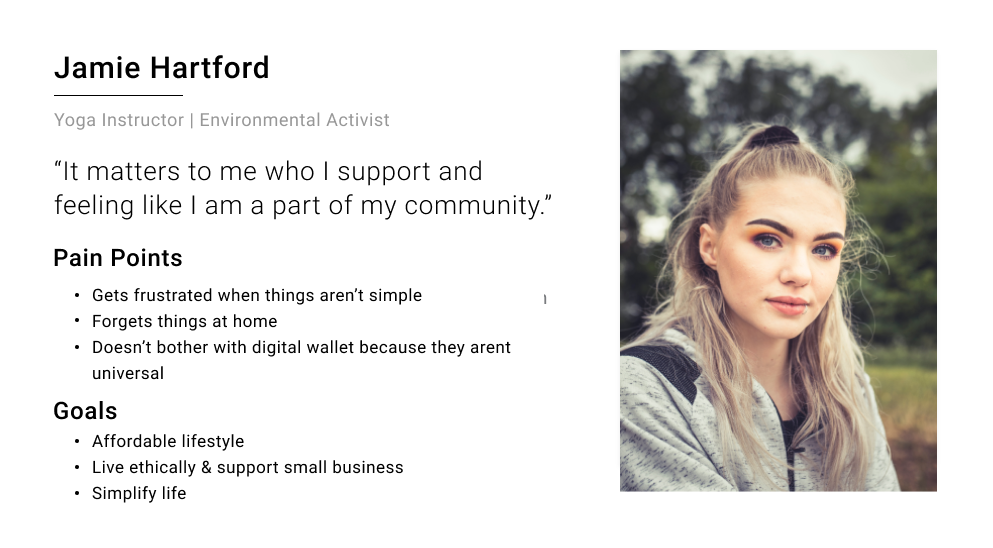 Jamie Hartford
Yoga Instructor | Environmental Activist
“It matters to me who I support and
feeling like I am a part of my community.”
Pain Points
• Gets frustrated when things aren’t simple
• Forgets things at home
• Doesn’t bother with digital wallet because they arent
universal
Goals
• Affordable lifestyle
• Live ethically & support small business
• Simplify life